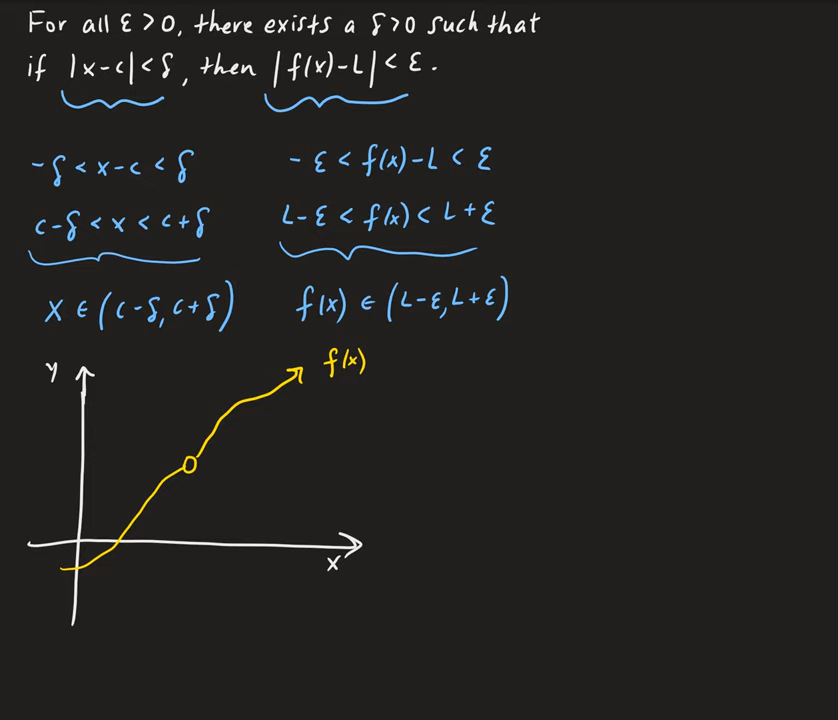 For all ε > 0, there exists a δ > 0 such that
if |x-c| < δ, then |f(x)-L| < ε.
-δ < x-c < δ -ε < f(x)-L < ε
c-δ < x < c+δ L-ε < f(x) < L+ε
x ∈ (c-δ, c+δ) f(x) ∈ (L-ε, L+ε)
y f(x)
x